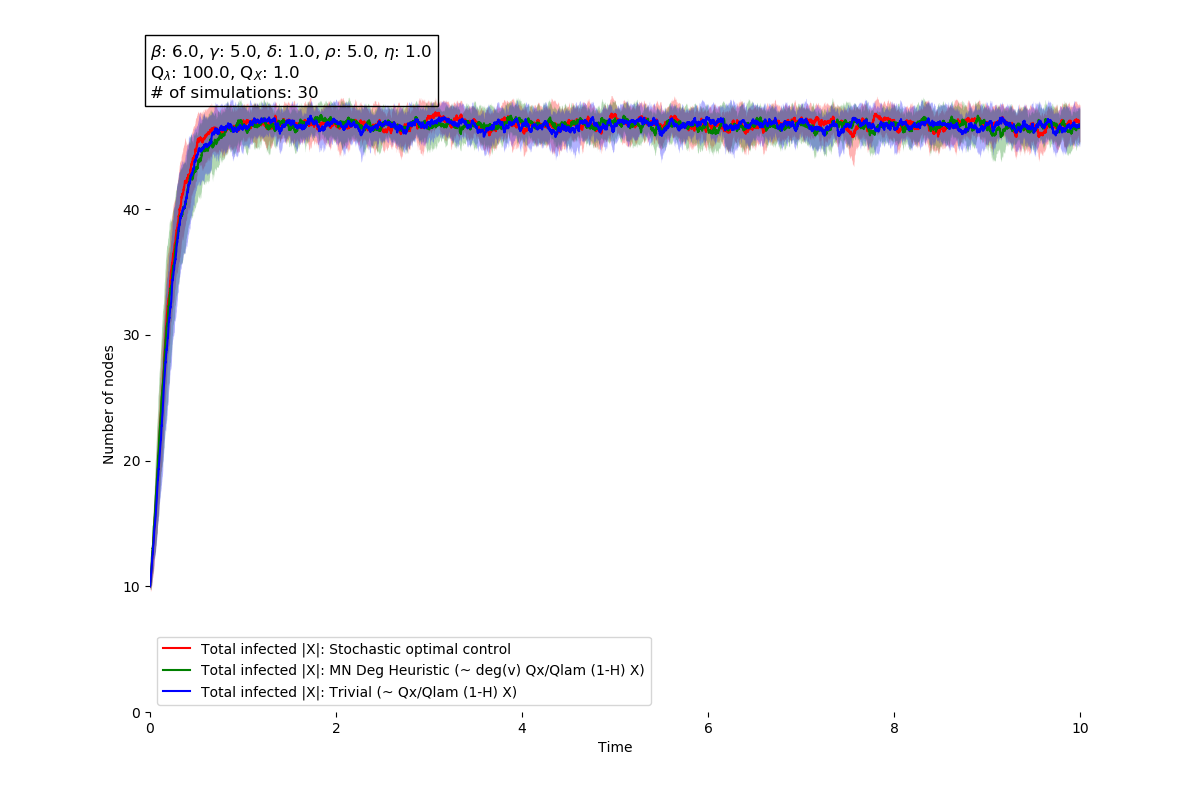 β: 6.0, γ: 5.0, δ: 1.0, ρ: 5.0, η: 1.0
Qλ: 100.0, QX: 1.0
# of simulations: 30
40
30
20
10
0
Number of nodes
Total infected |X|: Stochastic optimal control
Total infected |X|: MN Deg Heuristic (~ deg(v) Qx/Qlam (1-H) X)
Total infected |X|: Trivial (~ Qx/Qlam (1-H) X)
0 2 4 6 8 10
Time